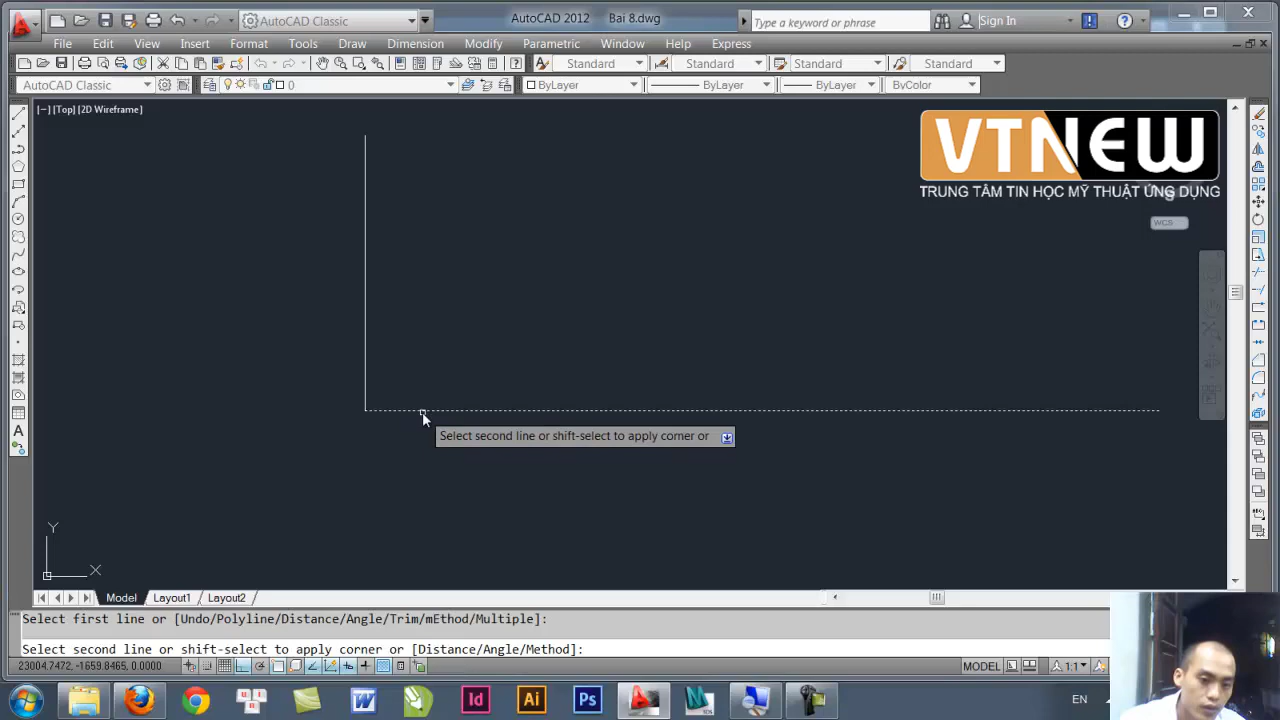 AutoCAD Classic
AutoCAD 2012 Bai 8.dwg
Type a keyword or phrase
Sign In
File Edit View Insert Format Tools Draw Dimension Modify Parametric Window Help Express
Standard Standard Standard Standard
AutoCAD Classic 0 ByLayer ByLayer ByLayer ByColor
[−] [Top] [2D Wireframe]
VTNEW
TRUNG TÂM TIN HỌC MỸ THUẬT ỨNG DỤNG
WCS
Select second line or shift-select to apply corner or
Y
X
Model Layout1 Layout2
Select first line or [Undo/Polyline/Distance/Angle/Trim/mEthod/Multiple]:
Select second line or shift-select to apply corner or [Distance/Angle/Method]:
23004.7472, -1659.8465, 0.0000 MODEL 1:1
Id Ai Ps EN